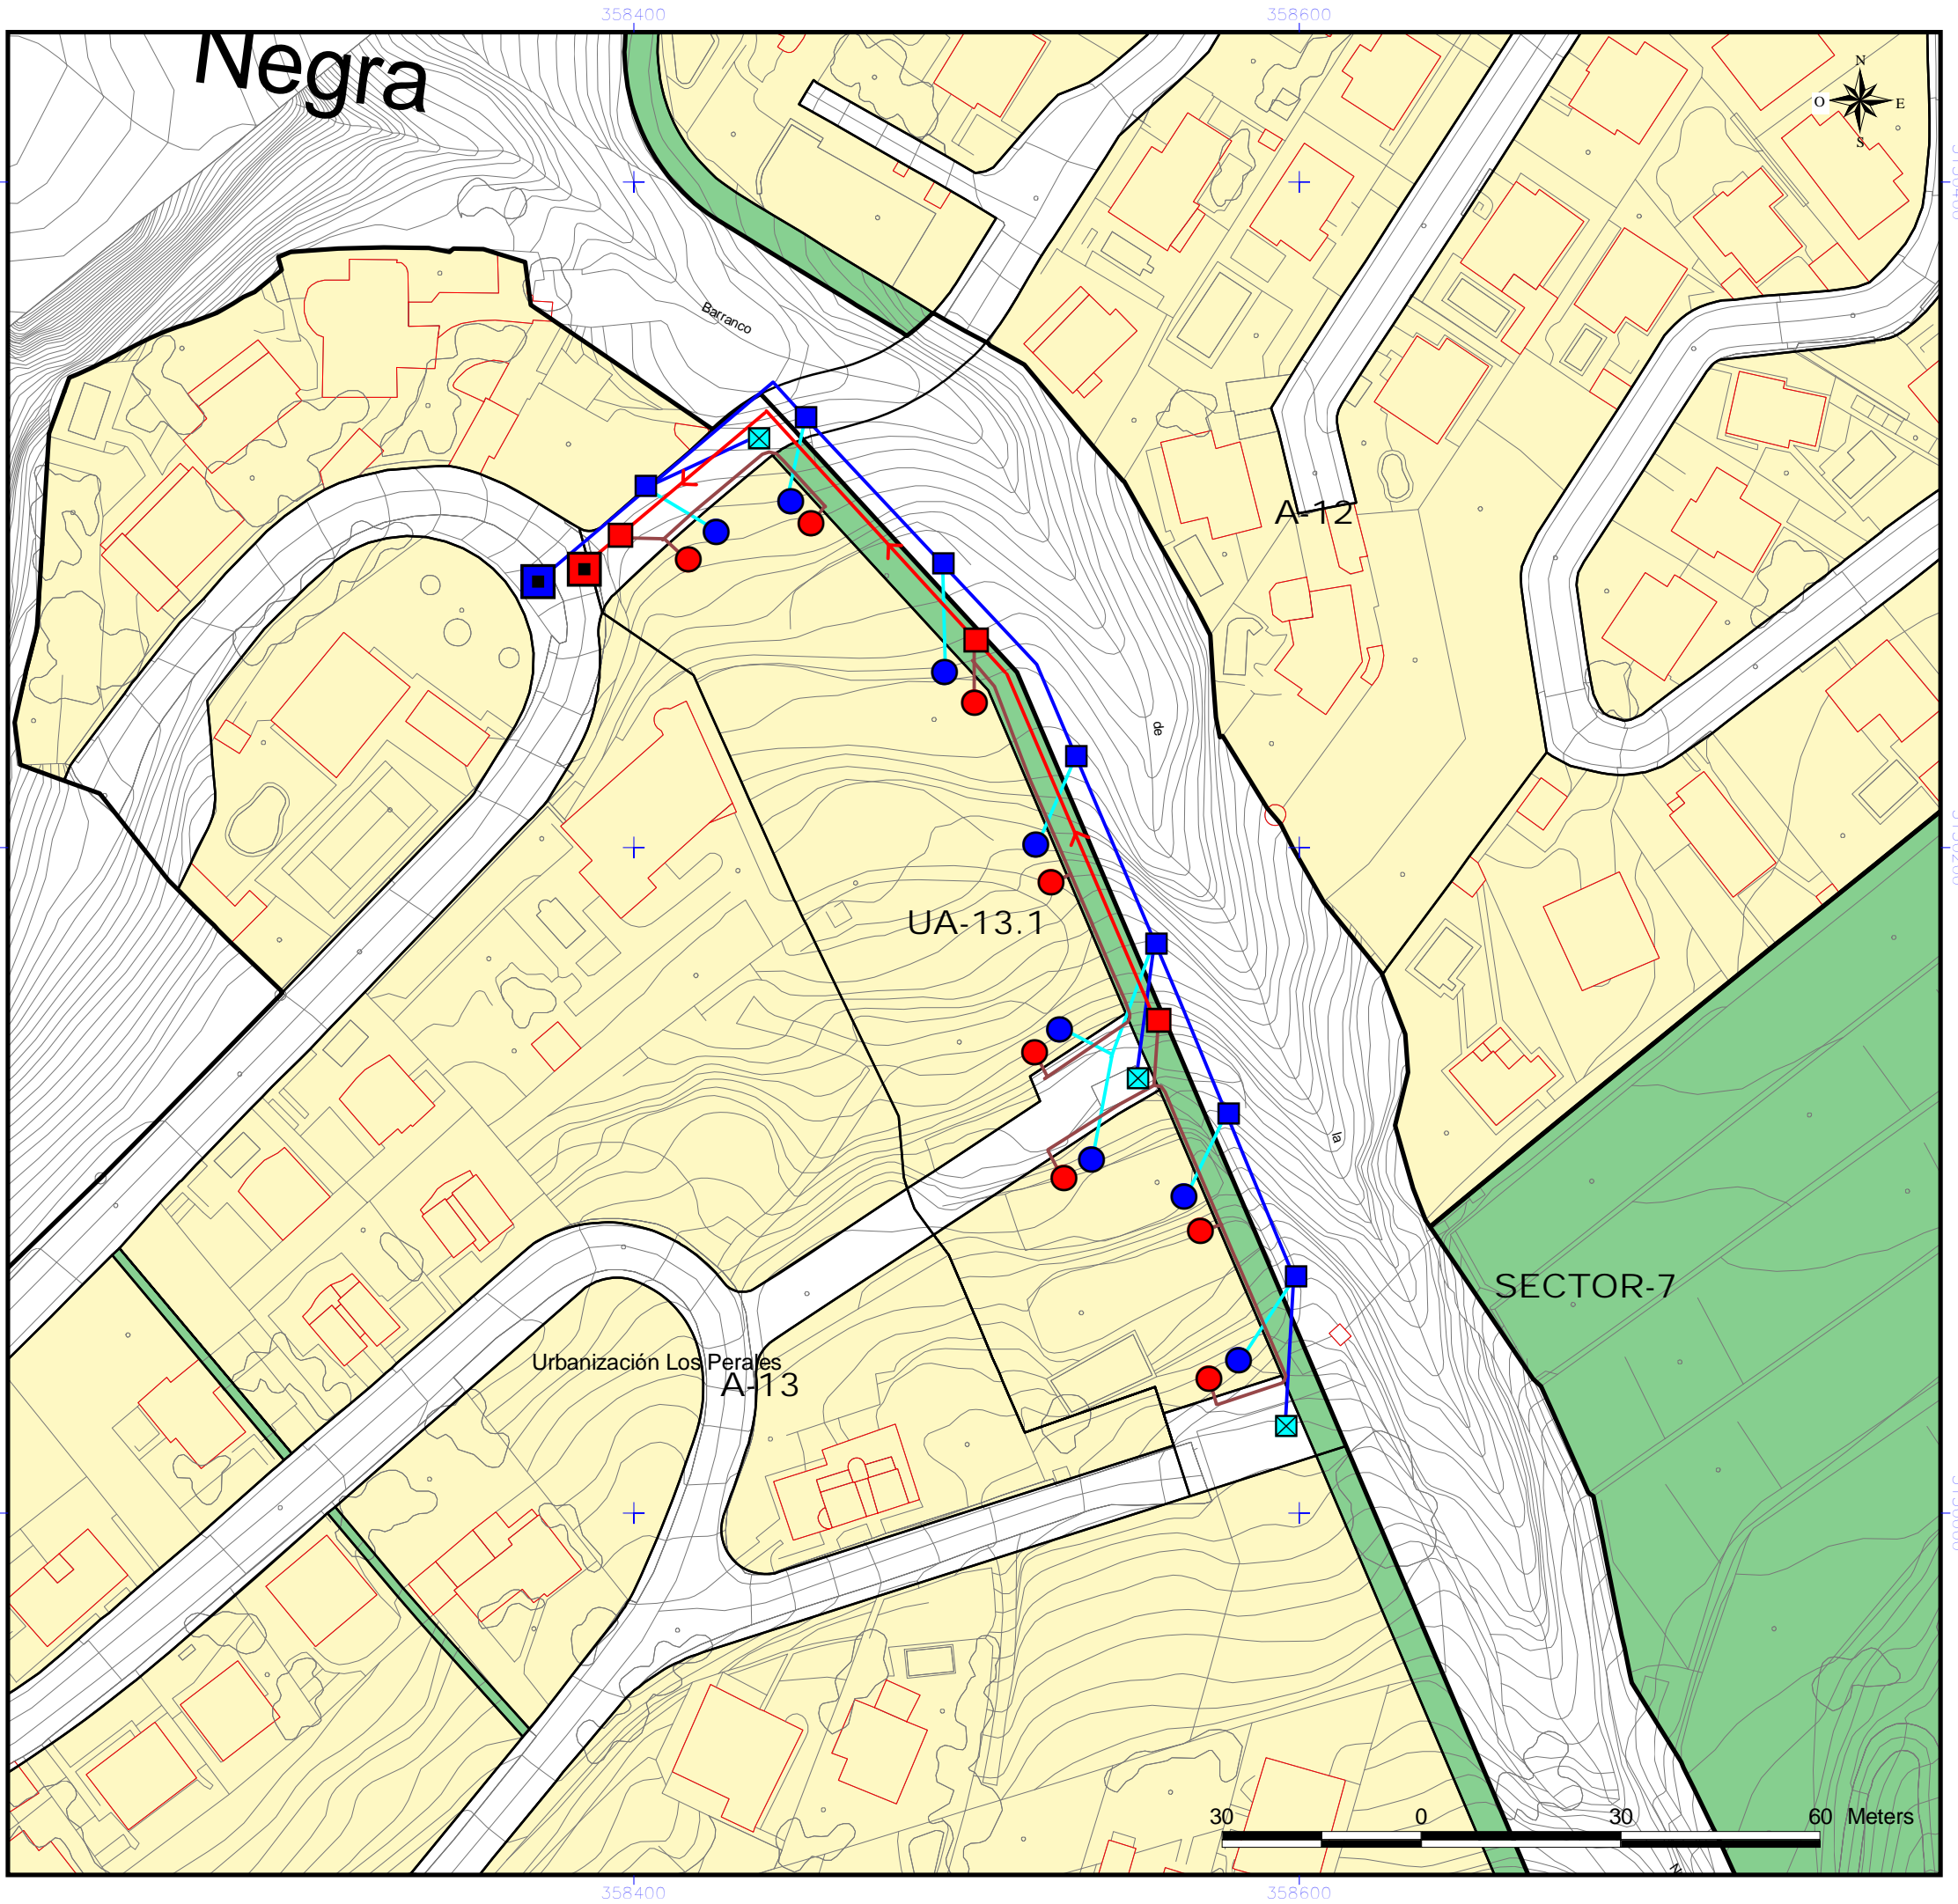 358400
358600
Negra
N
O
E
S
Barranco
A-12
de
UA-13.1
la
SECTOR-7
Urbanización Los Perales
A-13
30
0
30
60 Meters
N
358400
358600